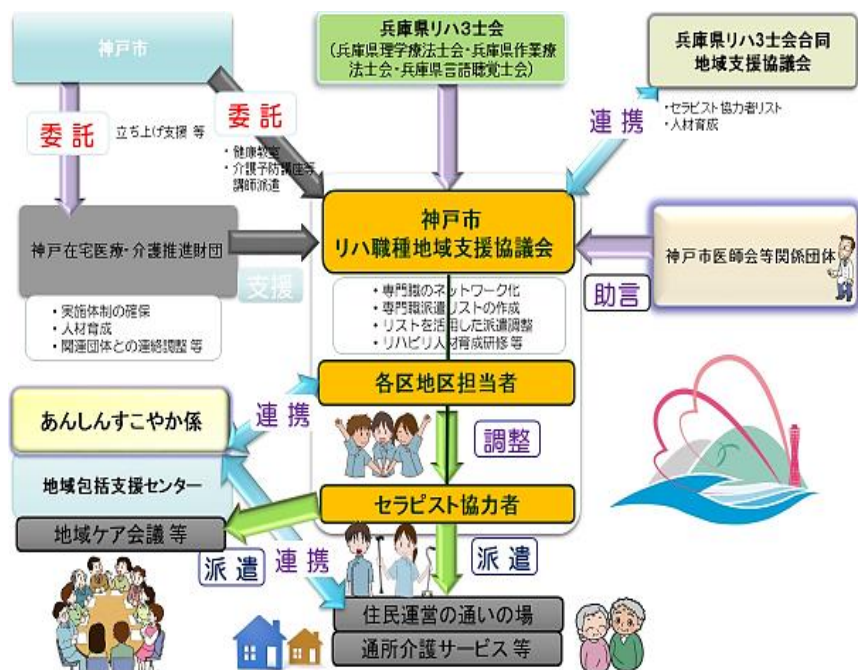 神戸市
兵庫県リハ3士会
(兵庫県理学療法士会・兵庫県作業療
法士会・兵庫県言語聴覚士会)
兵庫県リハ3士会合同
地域支援協議会
委託
立ち上げ支援 等
委託
・健康教室
・介護予防講座等
講師派遣
連携
・セラピスト協力者リスト
・人材育成
神戸在宅医療・介護推進財団
支援
神戸市
リハ職種地域支援協議会
神戸市医師会等関係団体
助言
・実施体制の確保
・人材育成
・関連団体との連絡調整 等
・専門職のネットワーク化
・専門職派遣リストの作成
・リストを活用した派遣調整
・リハビリ人材育成研修 等
あんしんすこやか係
連携
各区地区担当者
調整
地域包括支援センター
地域ケア会議 等
セラピスト協力者
派遣
連携
派遣
住民運営の通いの場
通所介護サービス 等